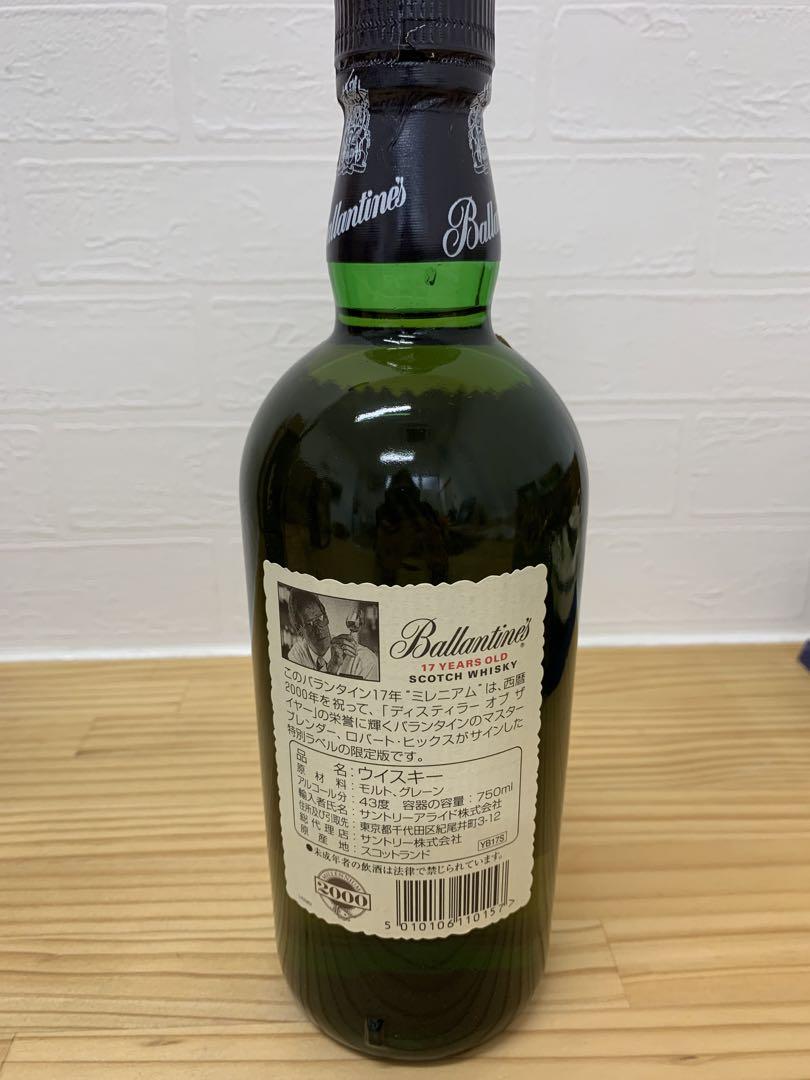 allantine's
Balla
Ballantine's
17 YEARS OLD
SCOTCH WHISKY
このバランタイン17年“ミレニアム”は、西暦
2000年を祝って、「ディスティラー オブ ザ
イヤー」の栄誉に輝くバランタインのマスター
ブレンダー、ロバート・ヒックスがサインした
特別ラベルの限定版です。
品名:ウイスキー
原材料:モルト、グレーン
アルコール分:43度 容器の容量:750ml
輸入者氏名:サントリーアライド株式会社
住所及び引取先:東京都千代田区紀尾井町3-12
総代理店:サントリー株式会社
原産地:スコットランド
YB17S
●未成年者の飲酒は法律で禁じられています。
MILLENNIUM
2000
5 010106 110157 >